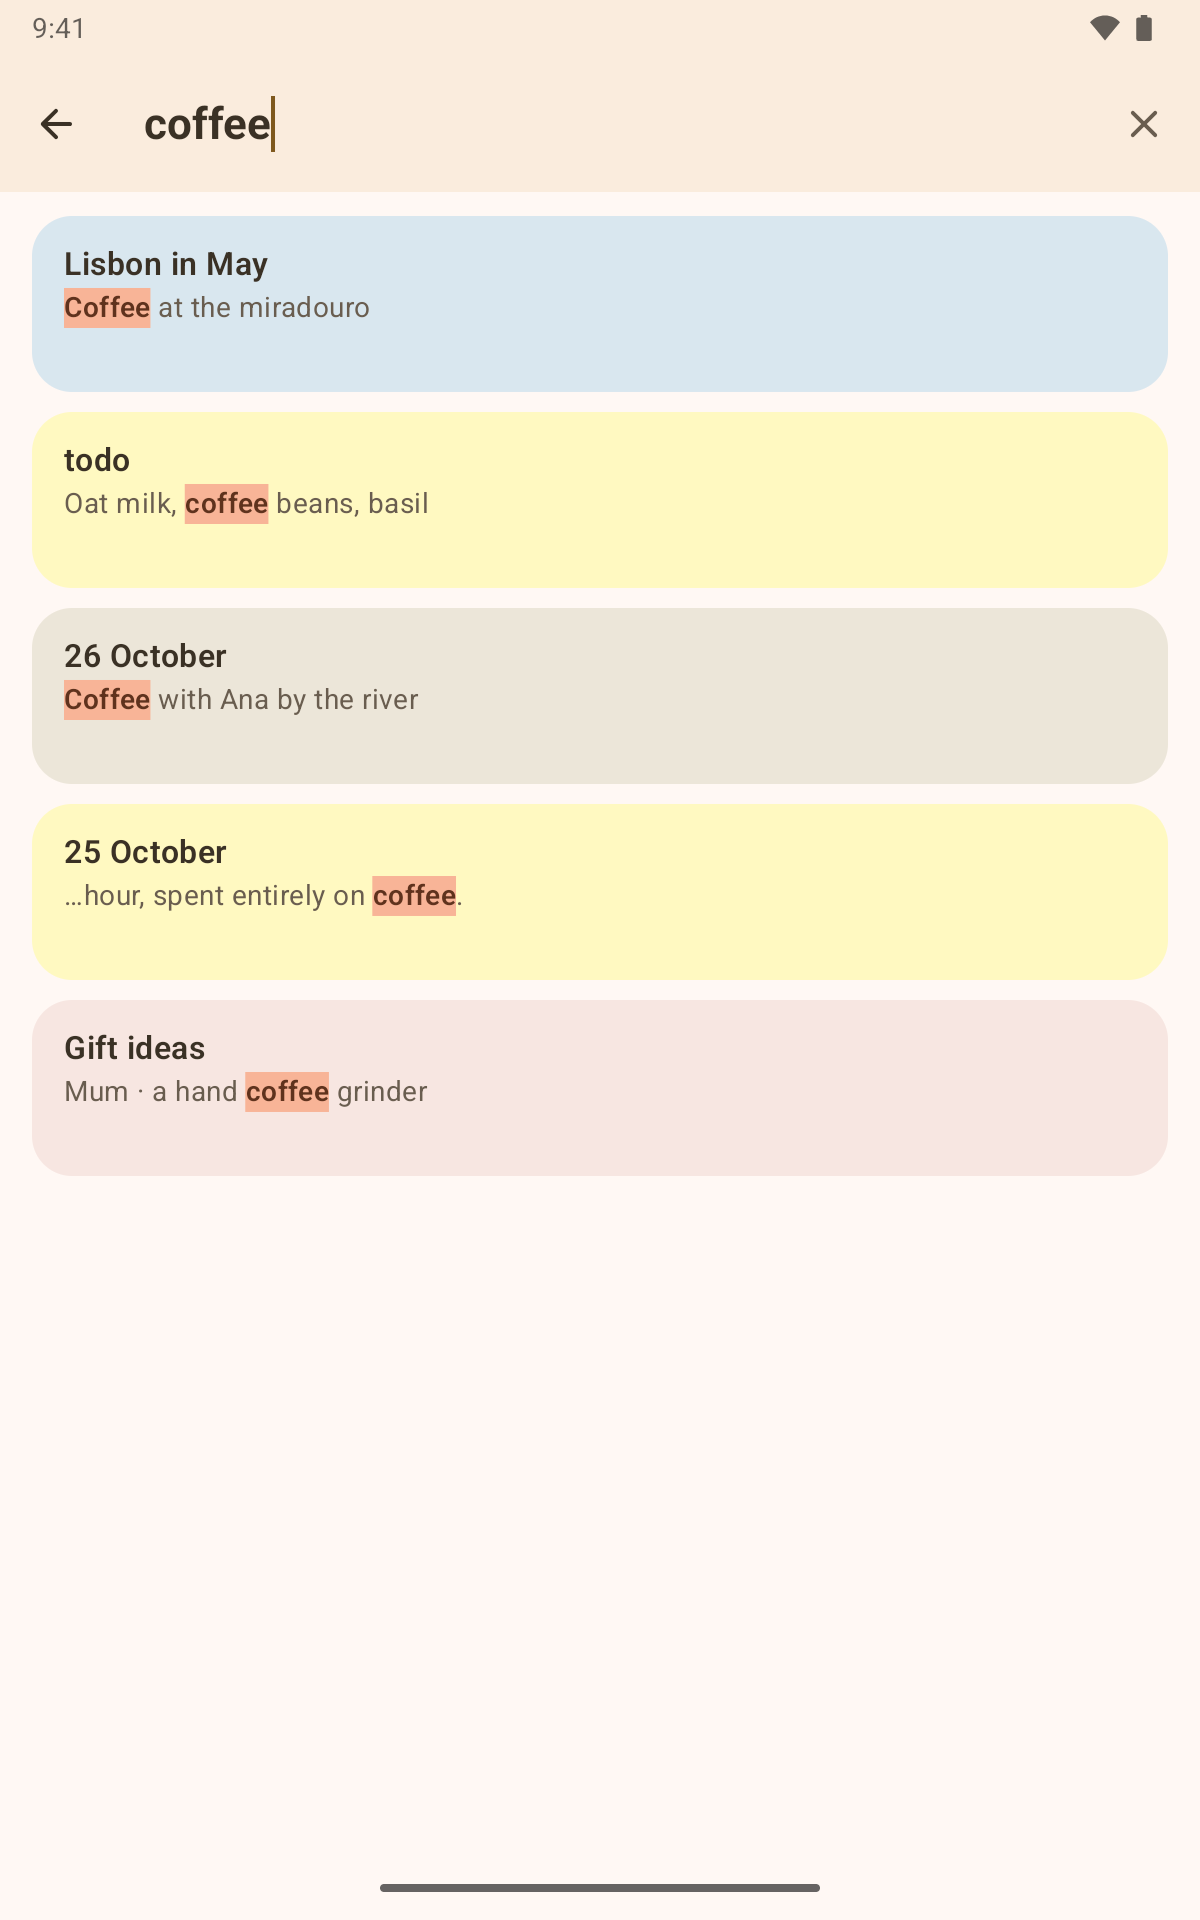 9:41
coffee
Lisbon in May
Coffee at the miradouro
todo
Oat milk, coffee beans, basil
26 October
Coffee with Ana by the river
25 October
…hour, spent entirely on coffee.
Gift ideas
Mum · a hand coffee grinder